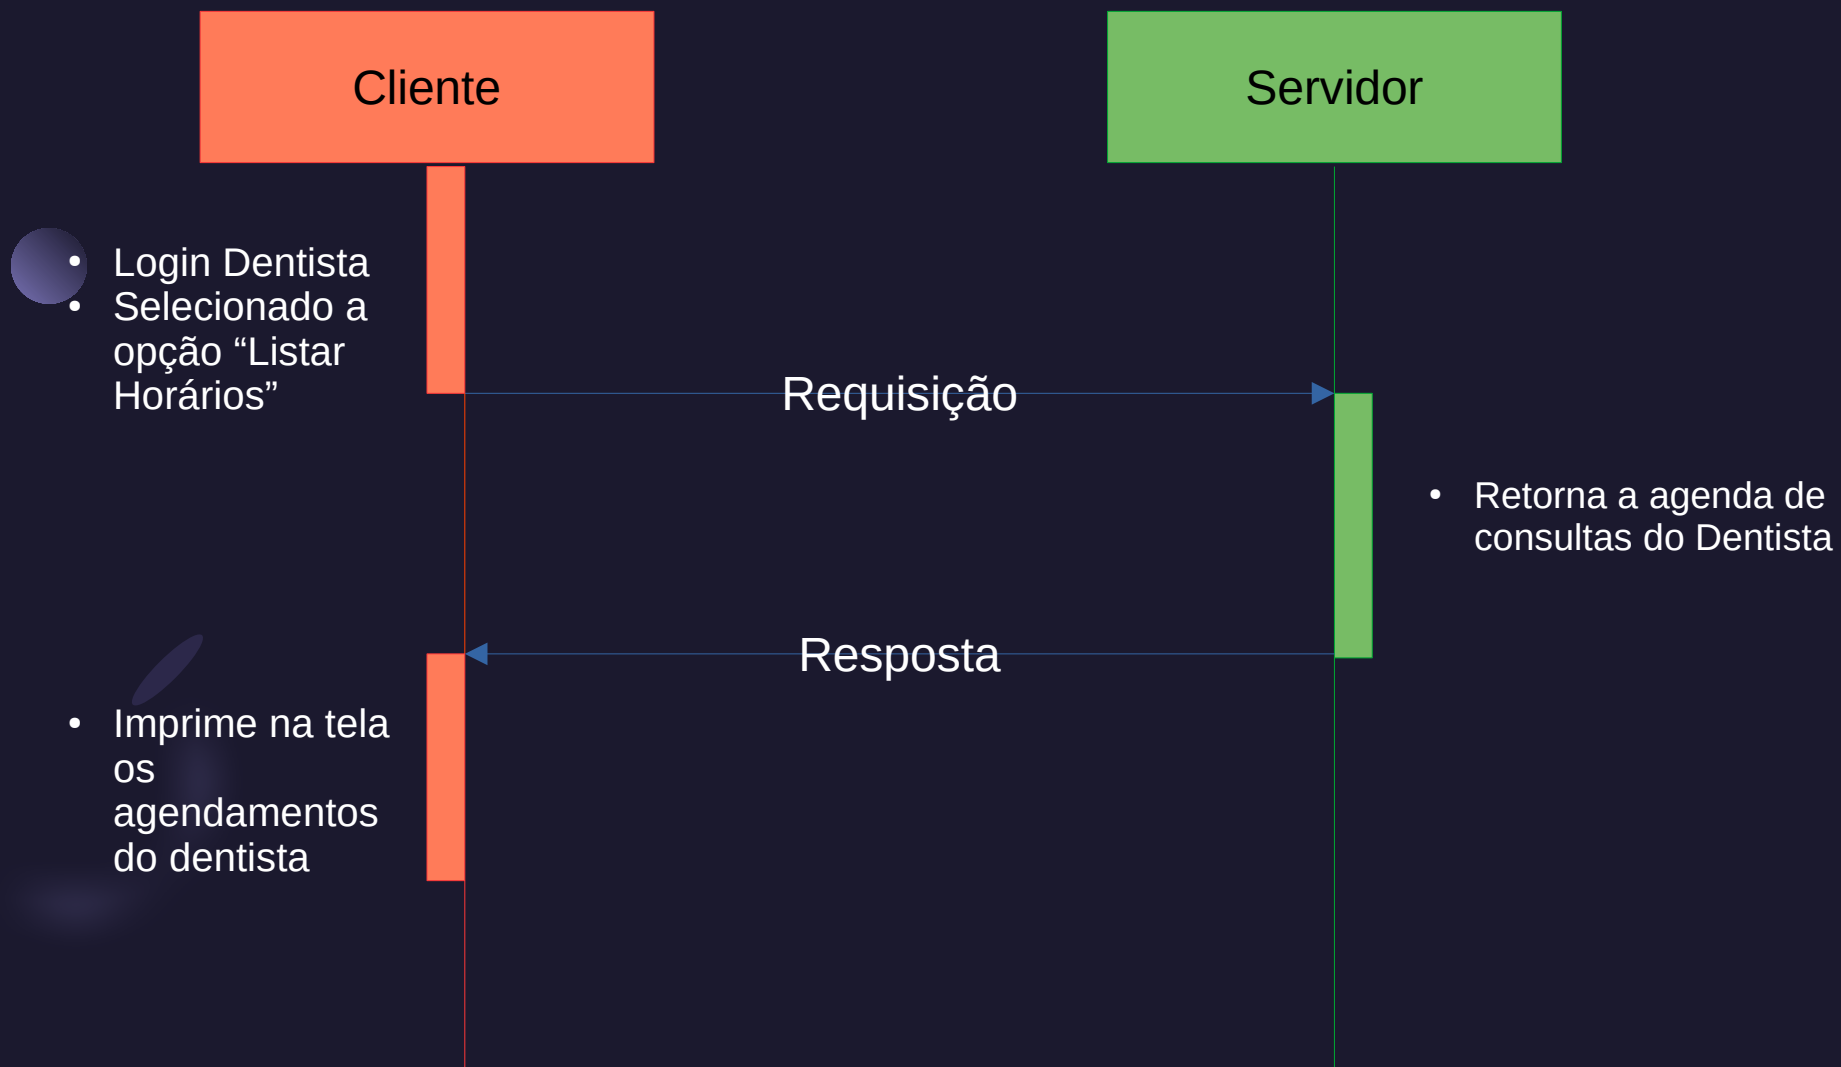 Cliente
Servidor
• Login Dentista
• Selecionado a
opção “Listar
Horários”
Requisição
• Retorna a agenda de
consultas do Dentista
Resposta
• Imprime na tela
os
agendamentos
do dentista